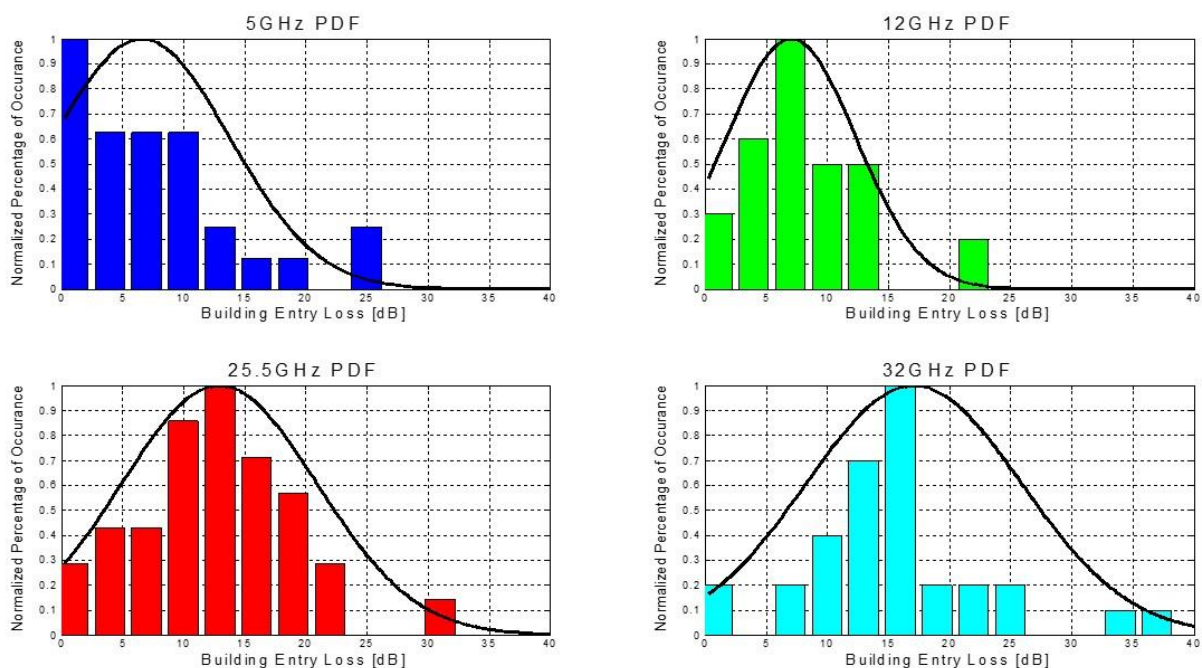 5GHz PDF
Normalized Percentage of Occurance
1
0.9
0.8
0.7
0.6
0.5
0.4
0.3
0.2
0.1
0
0 5 10 15 20 25 30 35 40
Building Entry Loss [dB]
12GHz PDF
Normalized Percentage of Occurance
1
0.9
0.8
0.7
0.6
0.5
0.4
0.3
0.2
0.1
0
0 5 10 15 20 25 30 35 40
Building Entry Loss [dB]
25.5GHz PDF
Normalized Percentage of Occurance
1
0.9
0.8
0.7
0.6
0.5
0.4
0.3
0.2
0.1
0
0 5 10 15 20 25 30 35 40
Building Entry Loss [dB]
32GHz PDF
Normalized Percentage of Occurance
1
0.9
0.8
0.7
0.6
0.5
0.4
0.3
0.2
0.1
0
0 5 10 15 20 25 30 35 40
Building Entry Loss [dB]